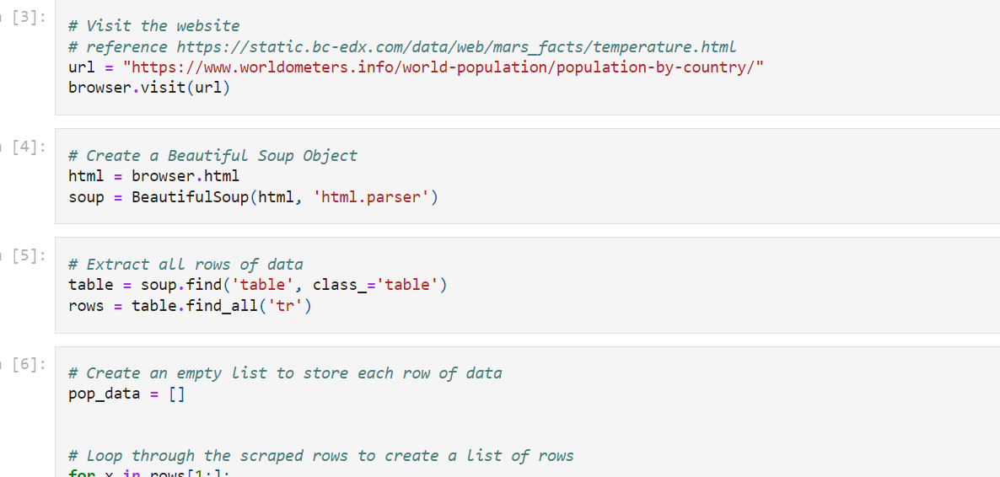 [3]:
# Visit the website
# reference https://static.bc-edx.com/data/web/mars_facts/temperature.html
url = "https://www.worldometers.info/world-population/population-by-country/"
browser.visit(url)
[4]:
# Create a Beautiful Soup Object
html = browser.html
soup = BeautifulSoup(html, 'html.parser')
[5]:
# Extract all rows of data
table = soup.find('table', class_='table')
rows = table.find_all('tr')
[6]:
# Create an empty list to store each row of data
pop_data = []
# Loop through the scraped rows to create a list of rows
for x in rows[1:]: